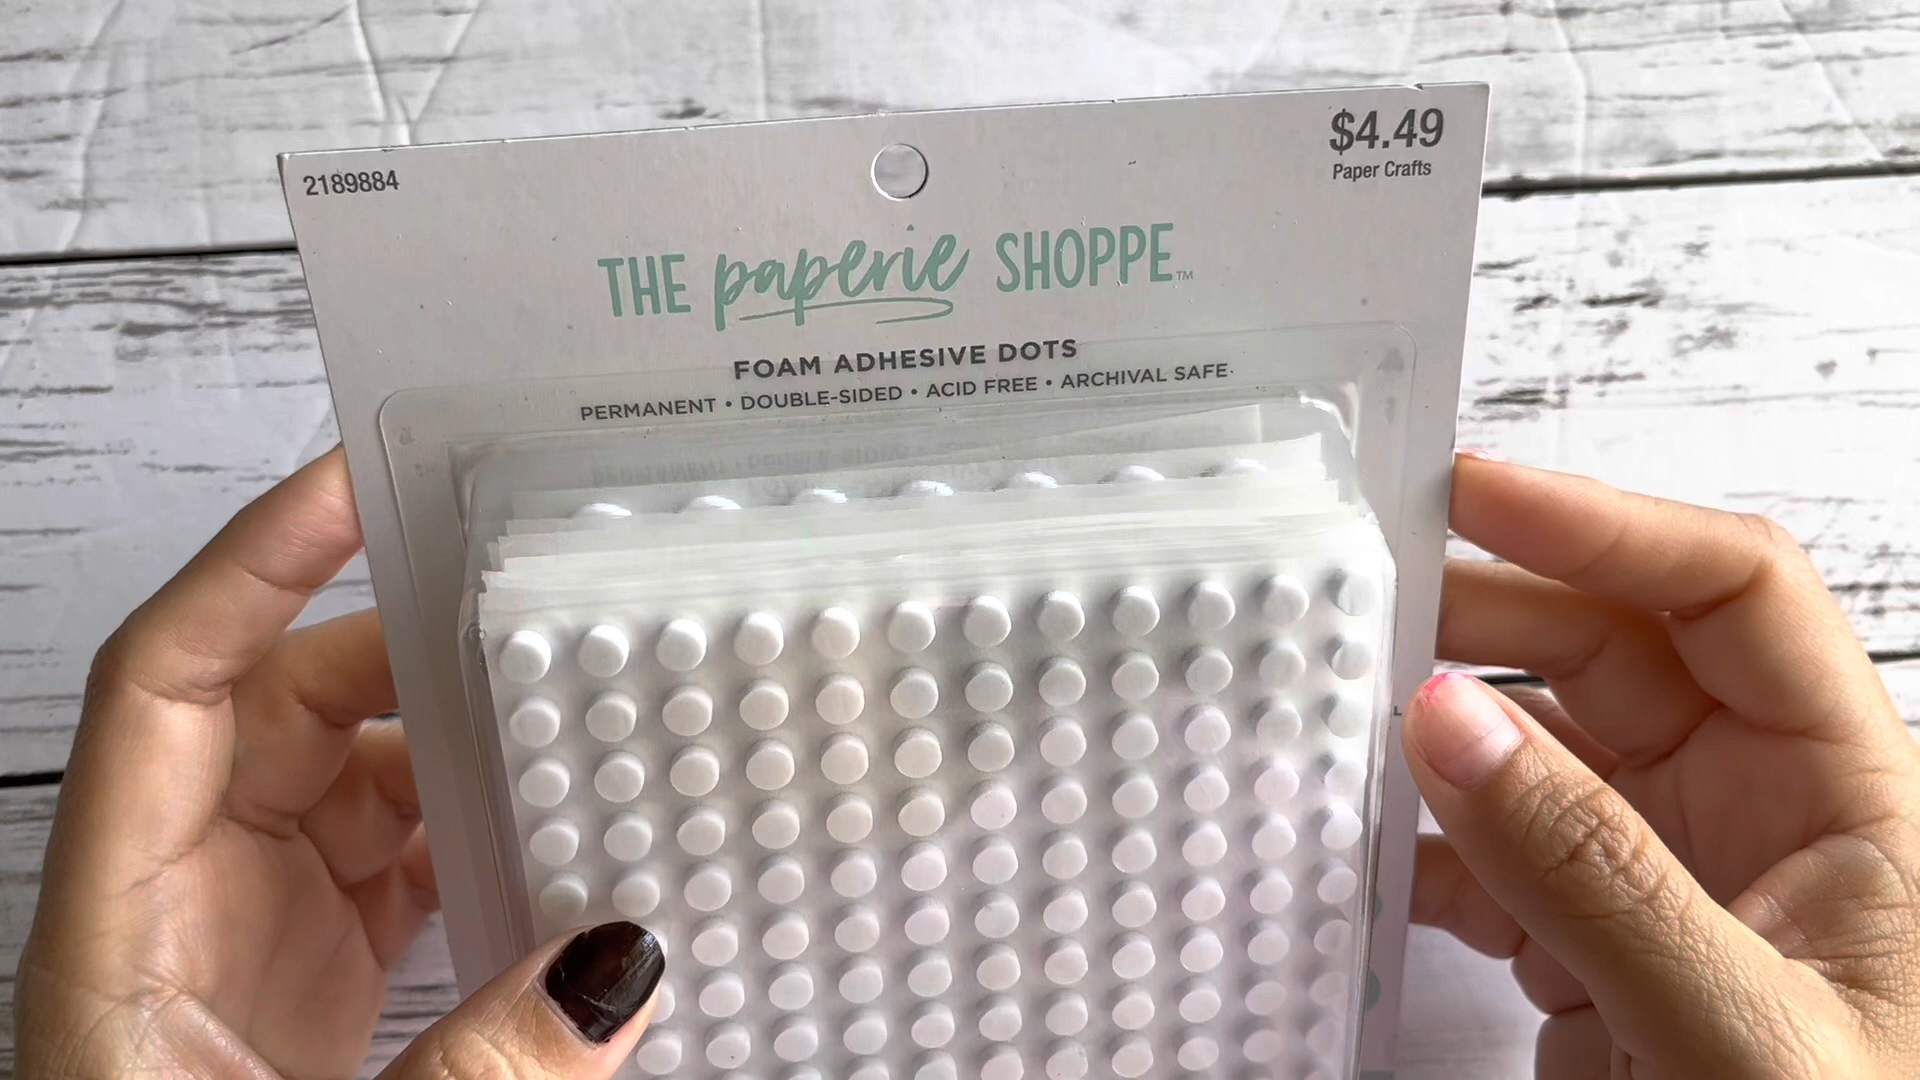 2189884
$4.49
Paper Crafts
THE paperie SHOPPE™
FOAM ADHESIVE DOTS
PERMANENT • DOUBLE-SIDED • ACID FREE • ARCHIVAL SAFE